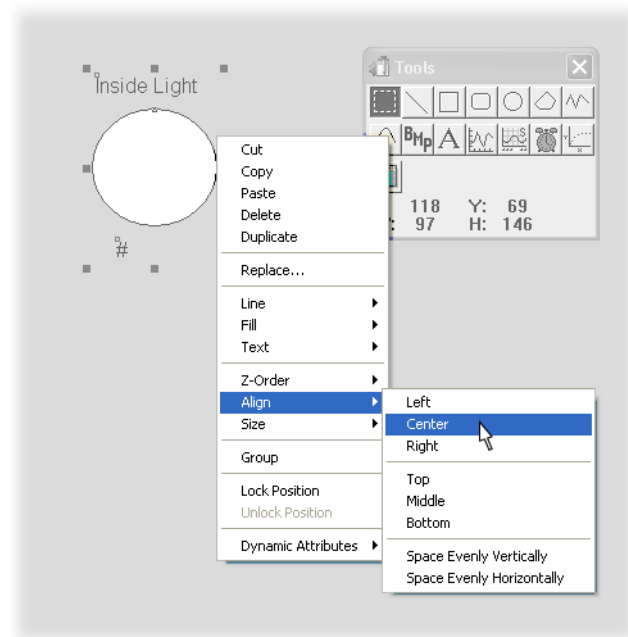 Inside Light
#
Tools
BMP A
118 Y: 69
97 H: 146
Cut
Copy
Paste
Delete
Duplicate
Replace...
Line
Fill
Text
Z-Order
Align
Size
Group
Lock Position
Unlock Position
Dynamic Attributes
Left
Center
Right
Top
Middle
Bottom
Space Evenly Vertically
Space Evenly Horizontally